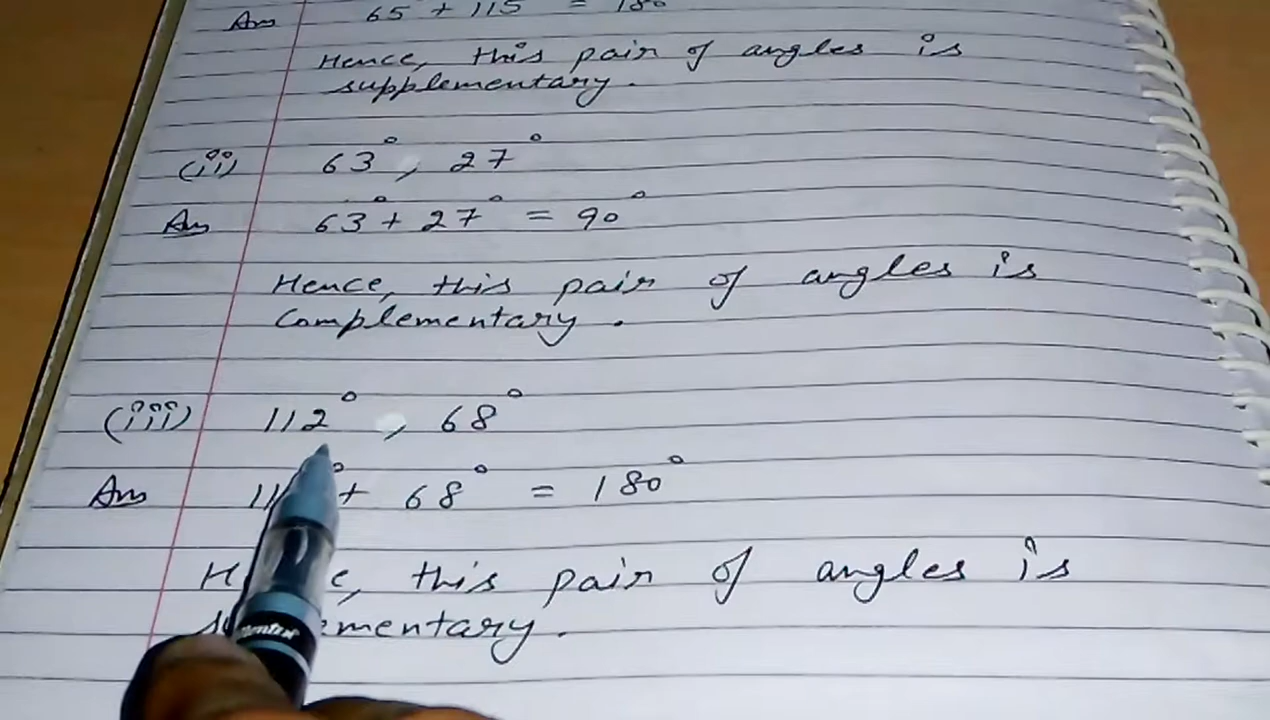 Ans 65 + 115 = 180
Hence, this pair of angles is
supplementary.
(ii) 63°, 27°
Ans 63° + 27° = 90°
Hence, this pair of angles is
Complementary.
(iii) 112°, 68°
Ans + 68° = 180°
this pair of angles is